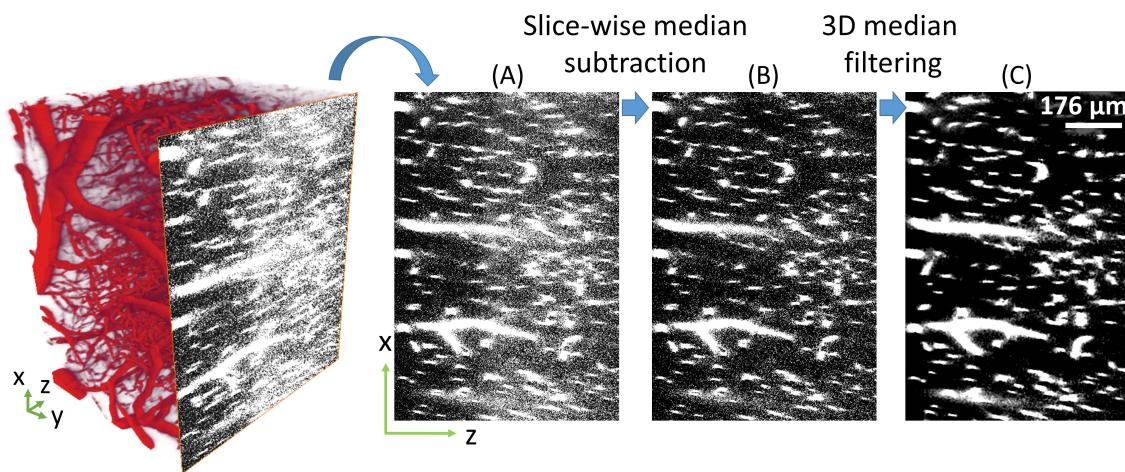 Slice-wise median
subtraction
3D median
filtering
(A)
(B)
(C)
176 µm
x
z
x
z
y